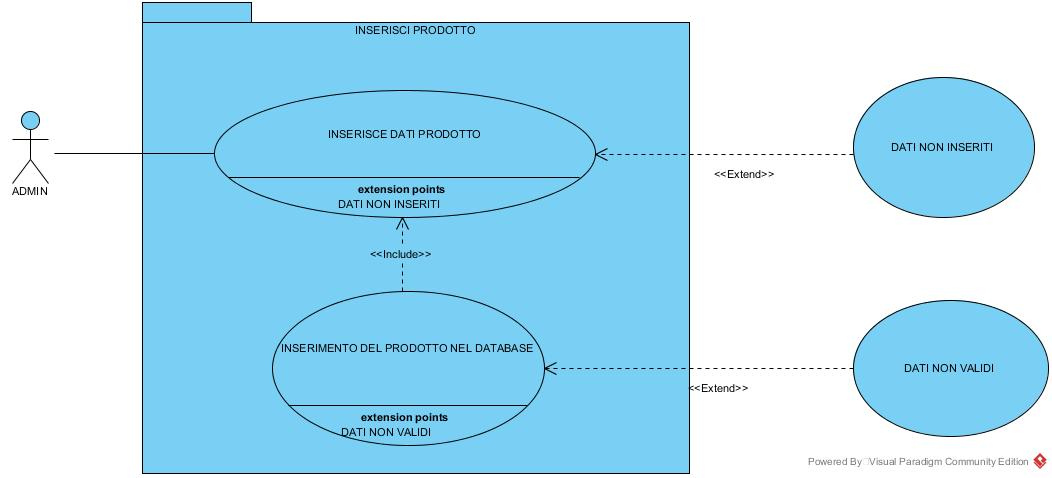 INSERISCI PRODOTTO
INSERISCE DATI PRODOTTO
extension points
DATI NON INSERITI
ADMIN
<<Extend>>
DATI NON INSERITI
<<Include>>
INSERIMENTO DEL PRODOTTO NEL DATABASE
extension points
DATI NON VALIDI
<<Extend>>
DATI NON VALIDI
Powered By Visual Paradigm Community Edition